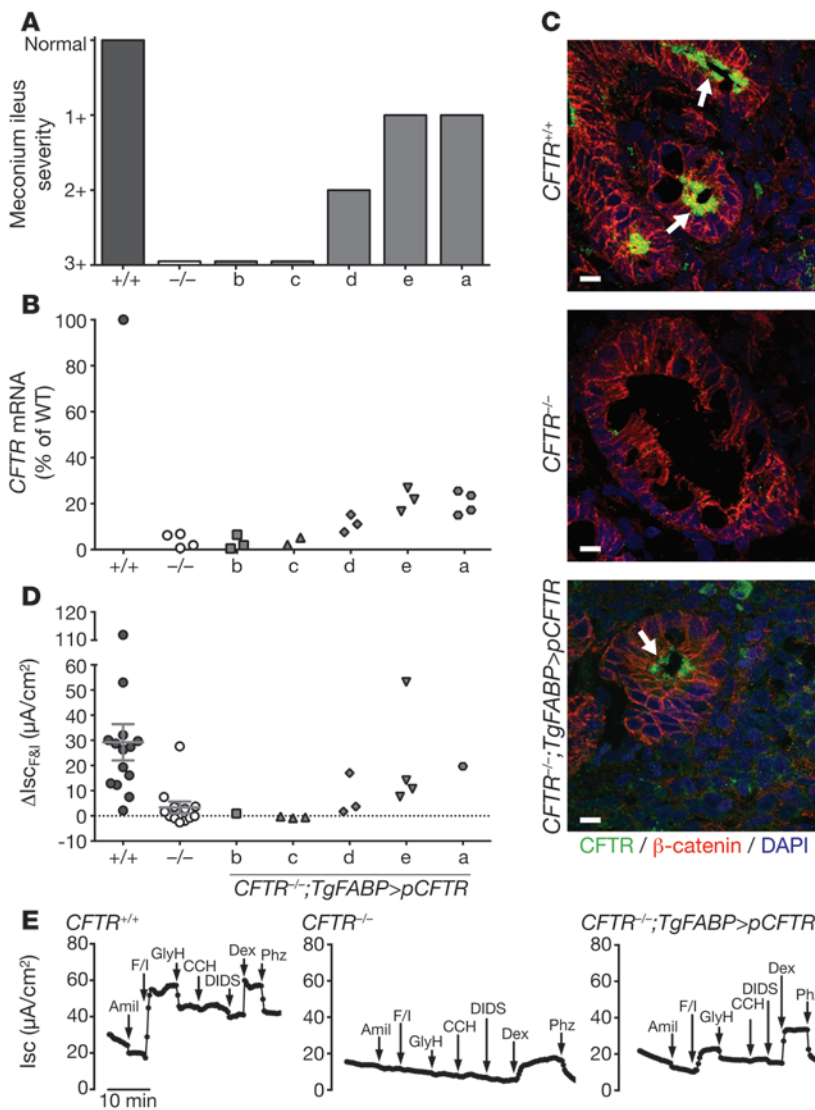 A
Normal
1+
2+
3+
Meconium ileus
severity
+/+
−/−
b
c
d
e
a
B
100
80
60
40
20
0
CFTR mRNA
(% of WT)
+/+
−/−
b
c
d
e
a
D
120
110
60
50
40
30
20
10
0
-10
ΔIscF&I (µA/cm²)
+/+
−/−
b
c
d
e
a
CFTR−/−;TgFABP>pCFTR
C
CFTR+/+
CFTR−/−
CFTR−/−;TgFABP>pCFTR
CFTR / β-catenin / DAPI
E
CFTR+/+
80
60
40
20
0
Isc (µA/cm²)
Amil
F/I
GlyH
CCH
DIDS
Dex
Phz
10 min
CFTR−/−
80
60
40
20
0
Amil
F/I
GlyH
CCH
DIDS
Dex
Phz
CFTR−/−;TgFABP>pCFTR
80
60
40
20
0
Amil
F/I
GlyH
CCH
DIDS
Dex